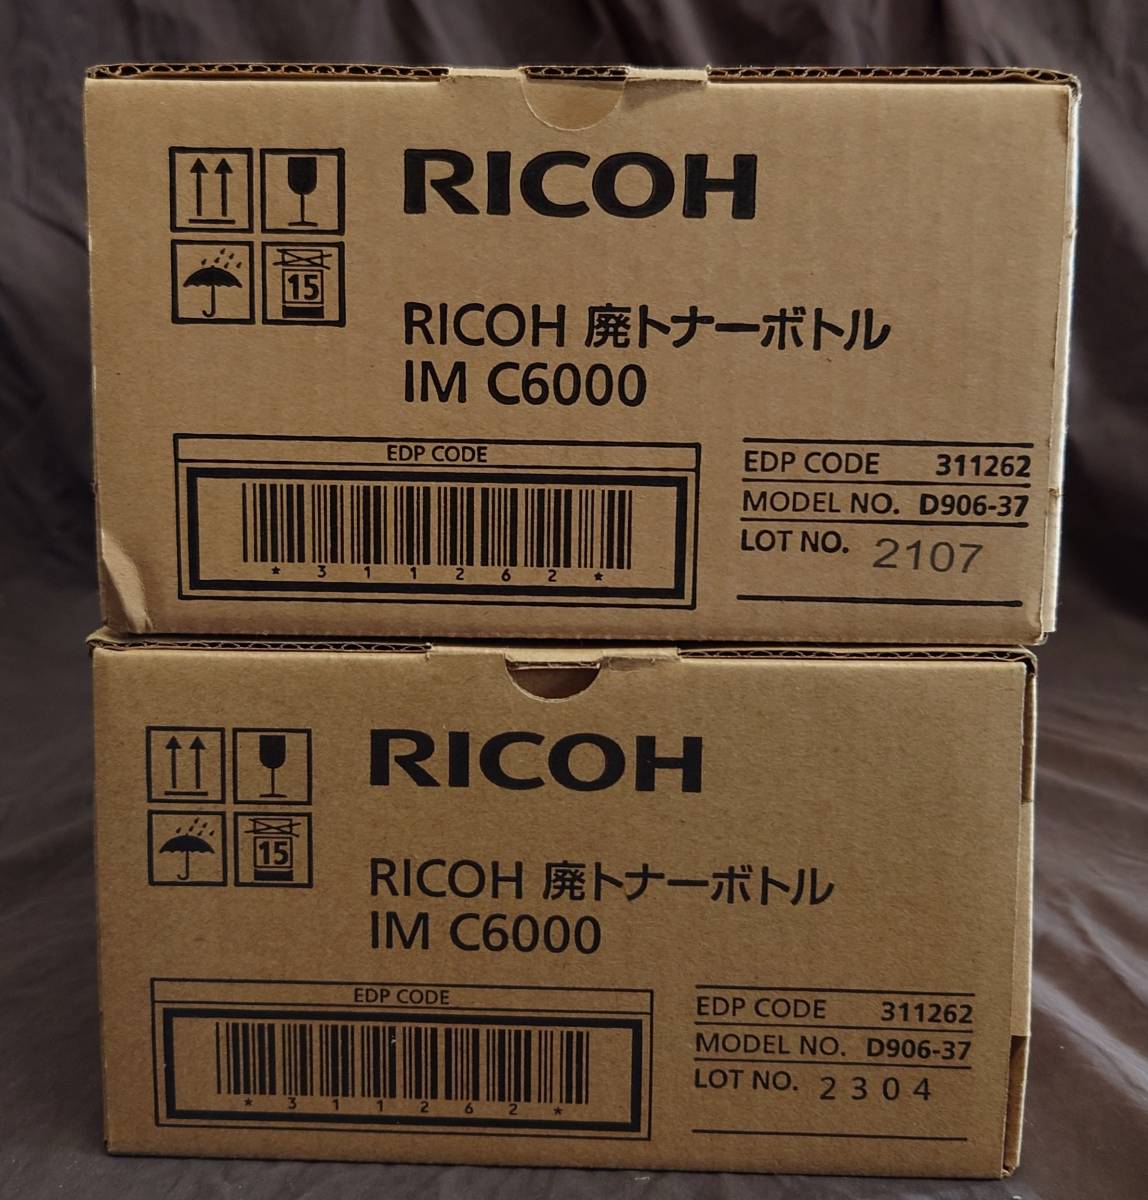 RICOH
15
RICOH 廃トナーボトル
IM C6000
EDP CODE
*311262*
EDP CODE 311262
MODEL NO. D906-37
LOT NO. 2107
RICOH
15
RICOH 廃トナーボトル
IM C6000
EDP CODE
*311262*
EDP CODE 311262
MODEL NO. D906-37
LOT NO. 2304